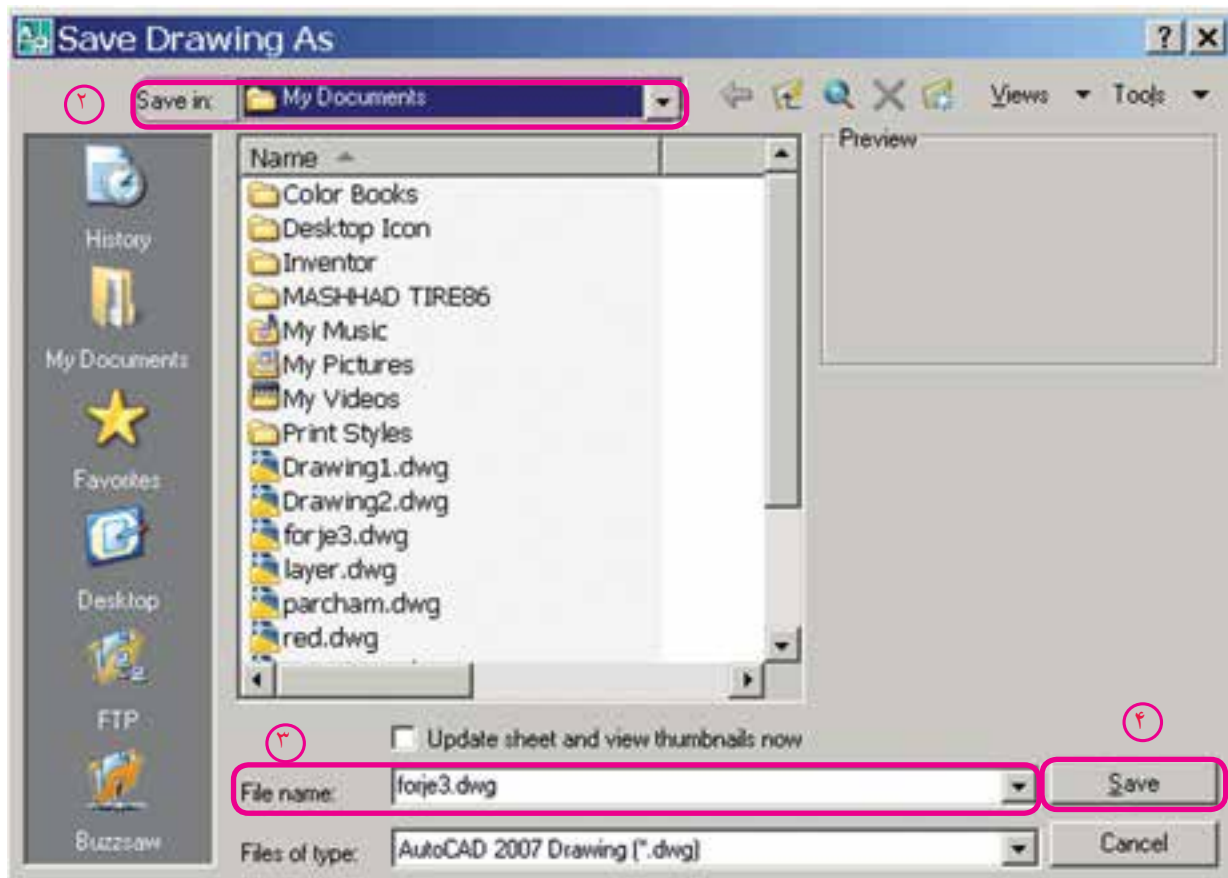 Save Drawing As
۲ Save in: My Documents Views Tools
Name
Preview
Color Books
Desktop Icon
Inventor
MASHHAD TIRE86
My Music
My Pictures
My Videos
Print Styles
Drawing1.dwg
Drawing2.dwg
forje3.dwg
layer.dwg
parcham.dwg
red.dwg
History
My Documents
Favorites
Desktop
FTP
Buzzsaw
Update sheet and view thumbnails now
۳ ۴
File name: forje3.dwg Save
Files of type: AutoCAD 2007 Drawing (*.dwg) Cancel